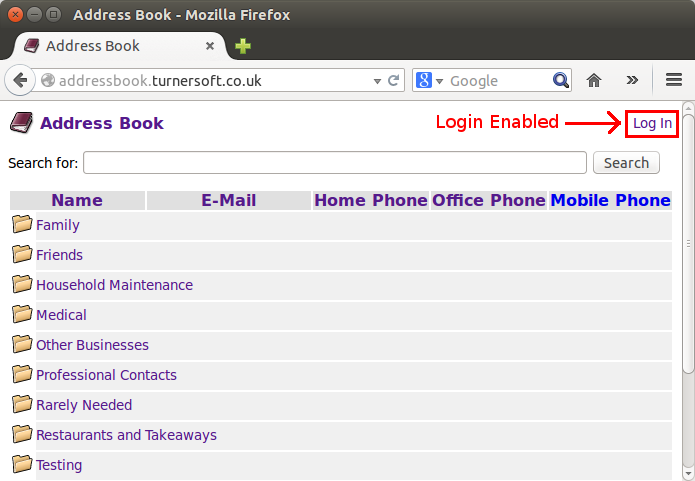 Address Book - Mozilla Firefox
Address Book
addressbook.turnersoft.co.uk
Google
Address Book
Login Enabled
Log In
Search for:
Search
Name E-Mail Home Phone Office Phone Mobile Phone
Family
Friends
Household Maintenance
Medical
Other Businesses
Professional Contacts
Rarely Needed
Restaurants and Takeaways
Testing